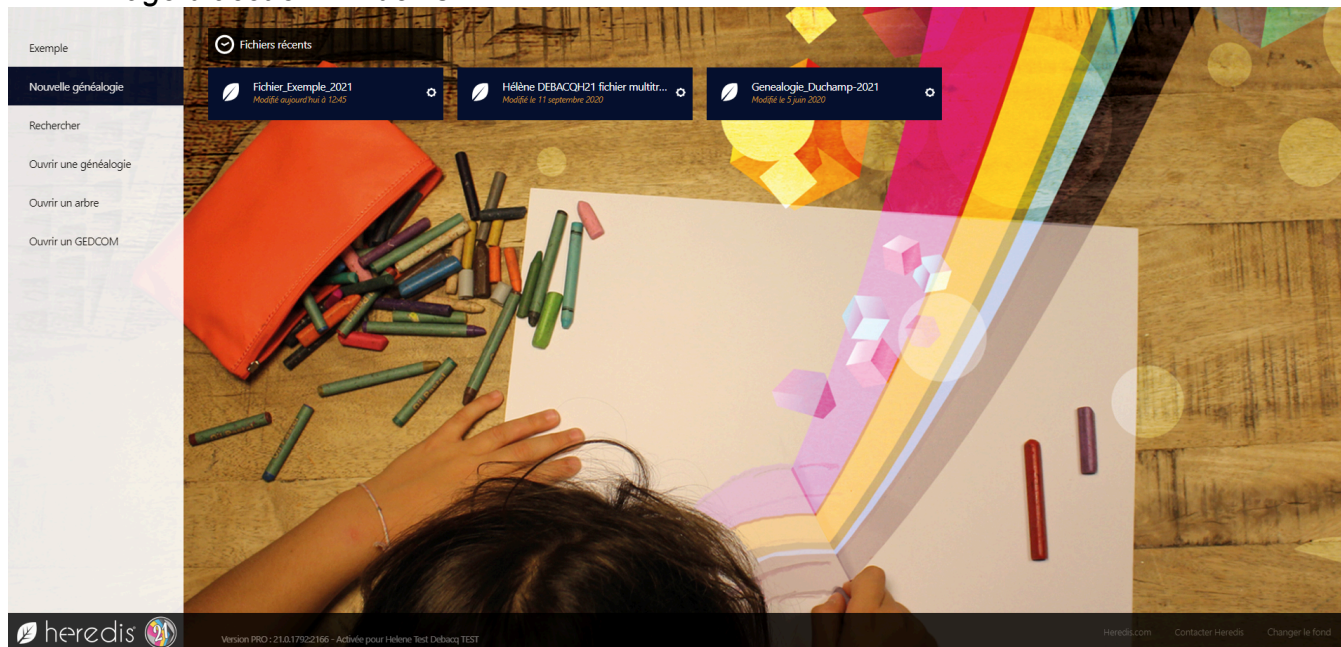 Exemple
Nouvelle généalogie
Rechercher
Ouvrir une généalogie
Ouvrir un arbre
Ouvrir un GEDCOM
Fichiers récents
Fichier_Exemple_2021
Modifié aujourd'hui à 12:45
Hélène DEBACQH21 fichier multitr...
Modifié le 11 septembre 2020
Genealogie_Duchamp-2021
Modifié le 5 juin 2020
heredis 21
Version PRO : 21.0.1792:2166 - Activée pour Helene Test Debacq TEST
Heredis.com Contacter Heredis Changer le fond